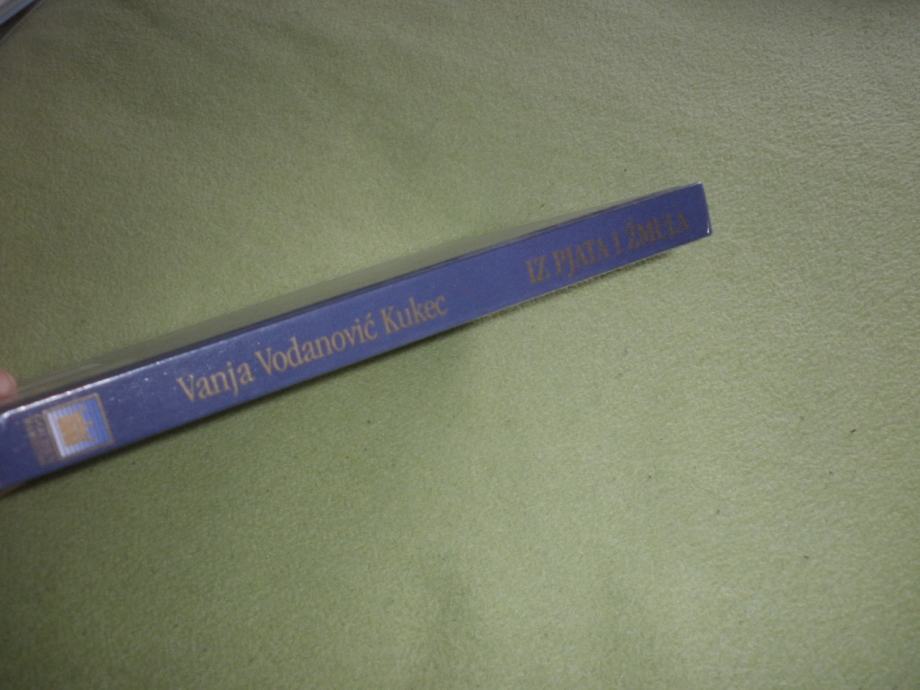 Vanja Vodanović Kukec
IZ PJATA I ŽMULA